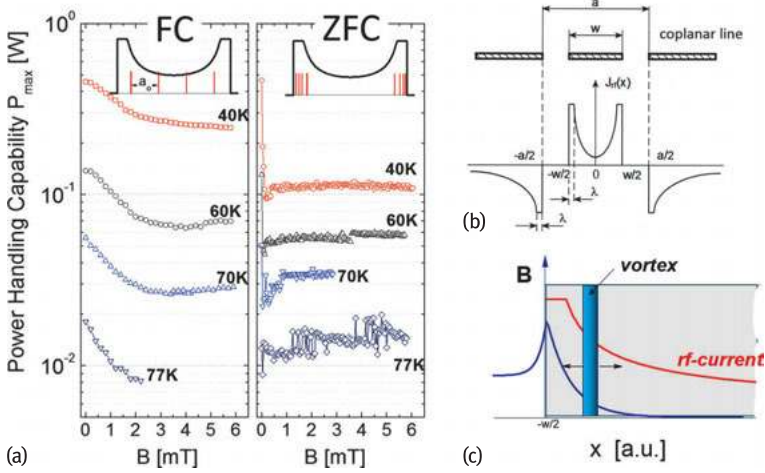 (a)
Power Handling Capability P_max [W]
10^0
10^-1
10^-2
FC
a_o
40K
60K
70K
77K
0 1 2 3 4 5 6
B [mT]
ZFC
40K
60K
70K
77K
0 1 2 3 4 5 6
B [mT]
(b)
a
w
coplanar line
J_rf(x)
-a/2
-w/2
0
w/2
a/2
λ
λ
(c)
B
vortex
rf-current
-w/2
x [a.u.]